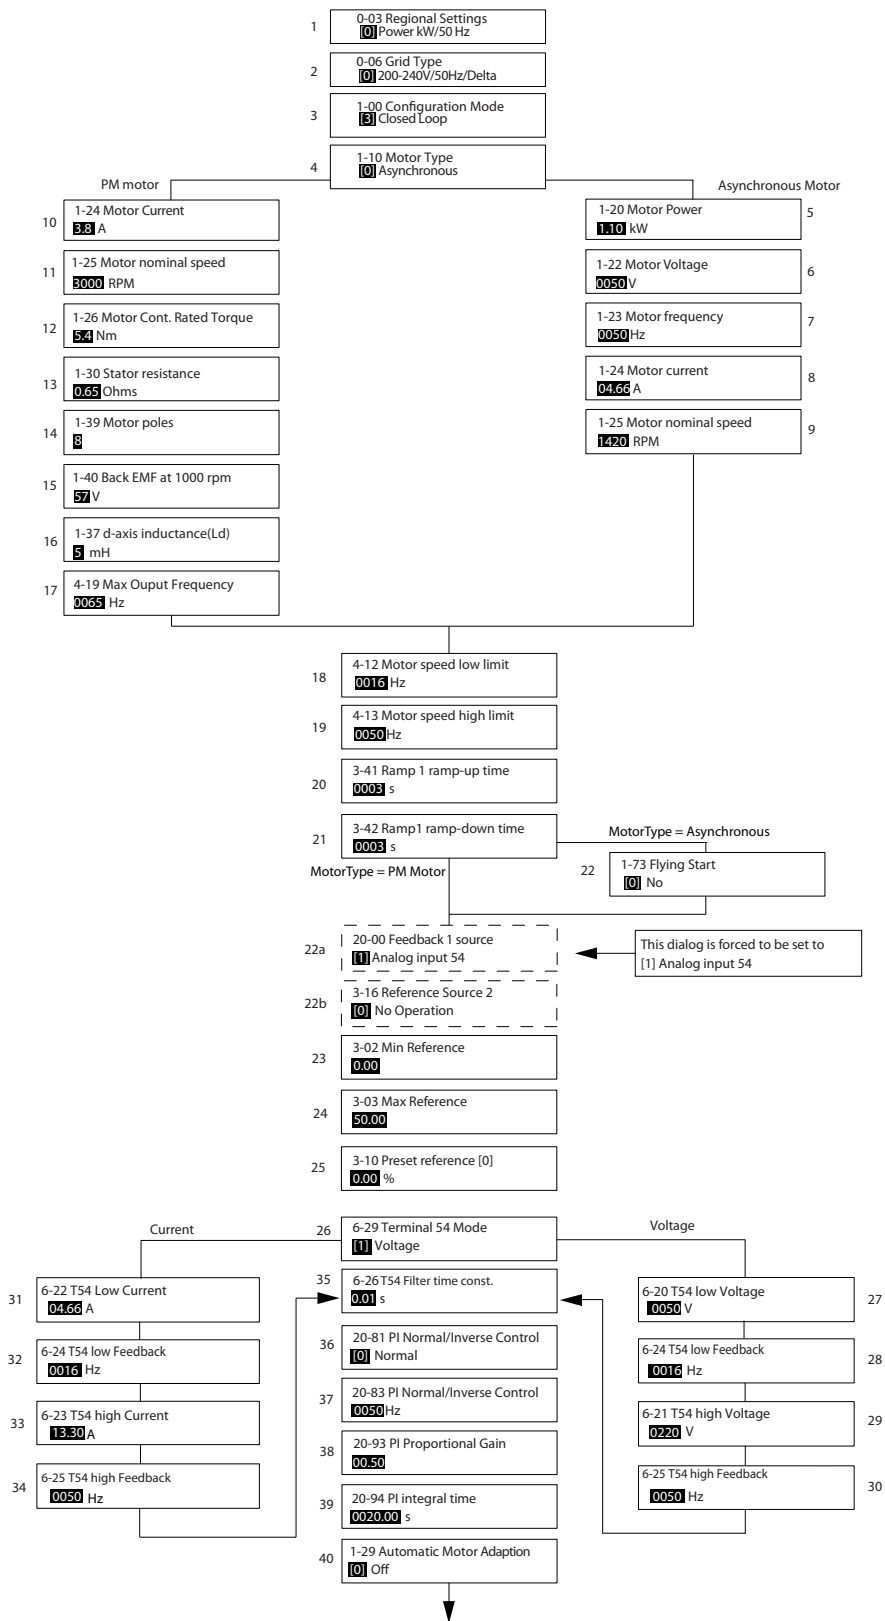 1
0-03 Regional Settings
[0] Power kW/50 Hz
2
0-06 Grid Type
[0] 200-240V/50Hz/Delta
3
1-00 Configuration Mode
[3] Closed Loop
4
1-10 Motor Type
[0] Asynchronous
PM motor
Asynchronous Motor
10
1-24 Motor Current
3.8 A
11
1-25 Motor nominal speed
3000 RPM
12
1-26 Motor Cont. Rated Torque
5.4 Nm
13
1-30 Stator resistance
0.65 Ohms
14
1-39 Motor poles
8
15
1-40 Back EMF at 1000 rpm
57 V
16
1-37 d-axis inductance(Ld)
5 mH
17
4-19 Max Ouput Frequency
0065 Hz
1-20 Motor Power
1.10 kW
5
1-22 Motor Voltage
0050 V
6
1-23 Motor frequency
0050 Hz
7
1-24 Motor current
04.66 A
8
1-25 Motor nominal speed
1420 RPM
9
18
4-12 Motor speed low limit
0016 Hz
19
4-13 Motor speed high limit
0050 Hz
20
3-41 Ramp 1 ramp-up time
0003 s
21
3-42 Ramp1 ramp-down time
0003 s
MotorType = Asynchronous
MotorType = PM Motor
22
1-73 Flying Start
[0] No
22a
20-00 Feedback 1 source
[1] Analog input 54
This dialog is forced to be set to
[1] Analog input 54
22b
3-16 Reference Source 2
[0] No Operation
23
3-02 Min Reference
0.00
24
3-03 Max Reference
50.00
25
3-10 Preset reference [0]
0.00 %
Current
26
6-29 Terminal 54 Mode
[1] Voltage
Voltage
31
6-22 T54 Low Current
04.66 A
32
6-24 T54 low Feedback
0016 Hz
33
6-23 T54 high Current
13.30 A
34
6-25 T54 high Feedback
0050 Hz
35
6-26 T54 Filter time const.
0.01 s
36
20-81 PI Normal/Inverse Control
[0] Normal
37
20-83 PI Normal/Inverse Control
0050 Hz
38
20-93 PI Proportional Gain
00.50
39
20-94 PI integral time
0020.00 s
40
1-29 Automatic Motor Adaption
[0] Off
6-20 T54 low Voltage
0050 V
27
6-24 T54 low Feedback
0016 Hz
28
6-21 T54 high Voltage
0220 V
29
6-25 T54 high Feedback
0050 Hz
30